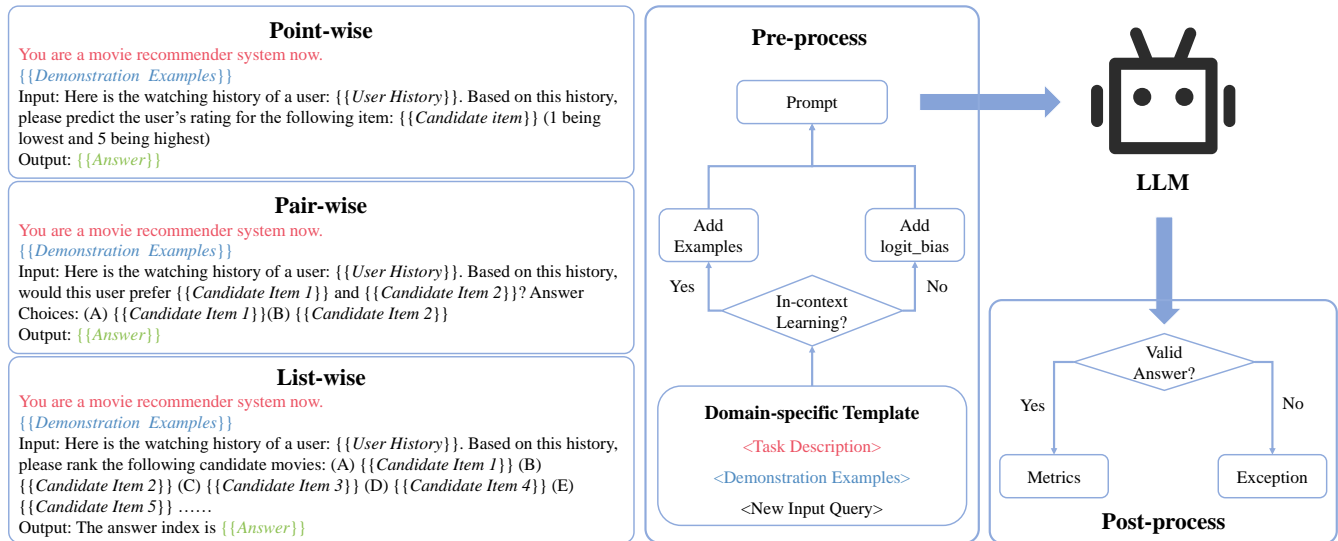 Point-wise
You are a movie recommender system now.
{{Demonstration Examples}}
Input: Here is the watching history of a user: {{User History}}. Based on this history,
please predict the user's rating for the following item: {{Candidate item}} (1 being
lowest and 5 being highest)
Output: {{Answer}}
Pair-wise
You are a movie recommender system now.
{{Demonstration Examples}}
Input: Here is the watching history of a user: {{User History}}. Based on this history,
would this user prefer {{Candidate Item 1}} and {{Candidate Item 2}}? Answer
Choices: (A) {{Candidate Item 1}}(B) {{Candidate Item 2}}
Output: {{Answer}}
List-wise
You are a movie recommender system now.
{{Demonstration Examples}}
Input: Here is the watching history of a user: {{User History}}. Based on this history,
please rank the following candidate movies: (A) {{Candidate Item 1}} (B)
{{Candidate Item 2}} (C) {{Candidate Item 3}} (D) {{Candidate Item 4}} (E)
{{Candidate Item 5}} ……
Output: The answer index is {{Answer}}
Pre-process
Prompt
Add
Examples
Add
logit_bias
Yes
No
In-context
Learning?
Domain-specific Template
<Task Description>
<Demonstration Examples>
<New Input Query>
LLM
Valid
Answer?
Yes
No
Metrics
Exception
Post-process